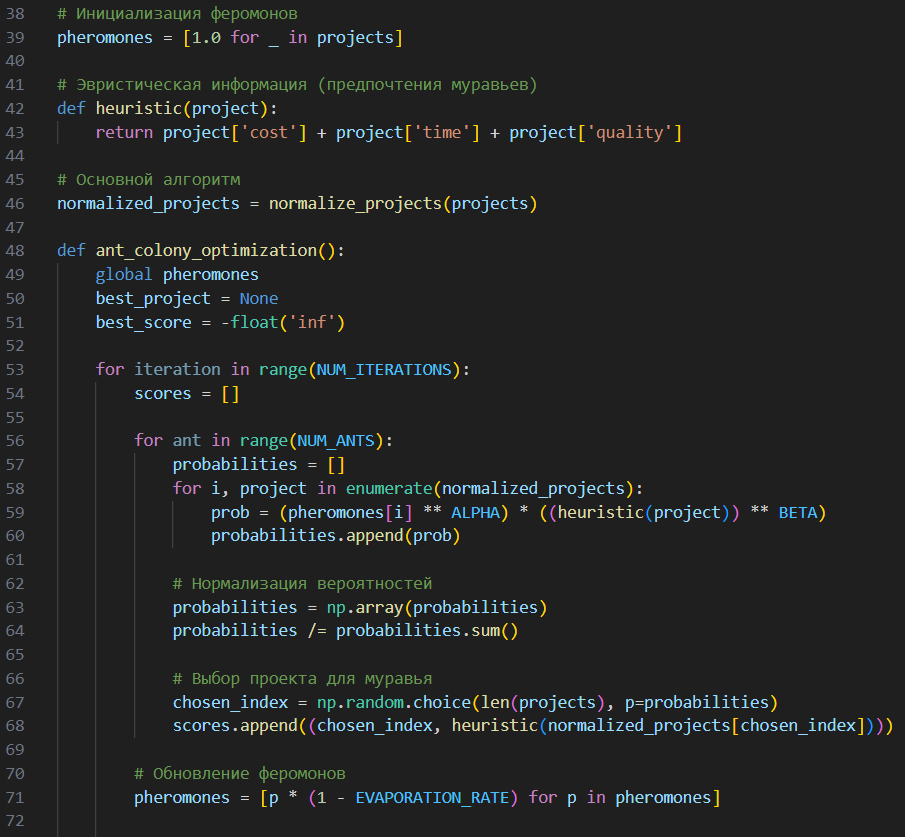 38 # Инициализация феромонов
39 pheromones = [1.0 for _ in projects]
40
41 # Эвристическая информация (предпочтения муравьев)
42 def heuristic(project):
43     return project['cost'] + project['time'] + project['quality']
44
45 # Основной алгоритм
46 normalized_projects = normalize_projects(projects)
47
48 def ant_colony_optimization():
49     global pheromones
50     best_project = None
51     best_score = -float('inf')
52
53     for iteration in range(NUM_ITERATIONS):
54         scores = []
55
56         for ant in range(NUM_ANTS):
57             probabilities = []
58             for i, project in enumerate(normalized_projects):
59                 prob = (pheromones[i] ** ALPHA) * ((heuristic(project)) ** BETA)
60                 probabilities.append(prob)
61
62             # Нормализация вероятностей
63             probabilities = np.array(probabilities)
64             probabilities /= probabilities.sum()
65
66             # Выбор проекта для муравья
67             chosen_index = np.random.choice(len(projects), p=probabilities)
68             scores.append((chosen_index, heuristic(normalized_projects[chosen_index])))
69
70         # Обновление феромонов
71         pheromones = [p * (1 - EVAPORATION_RATE) for p in pheromones]
72